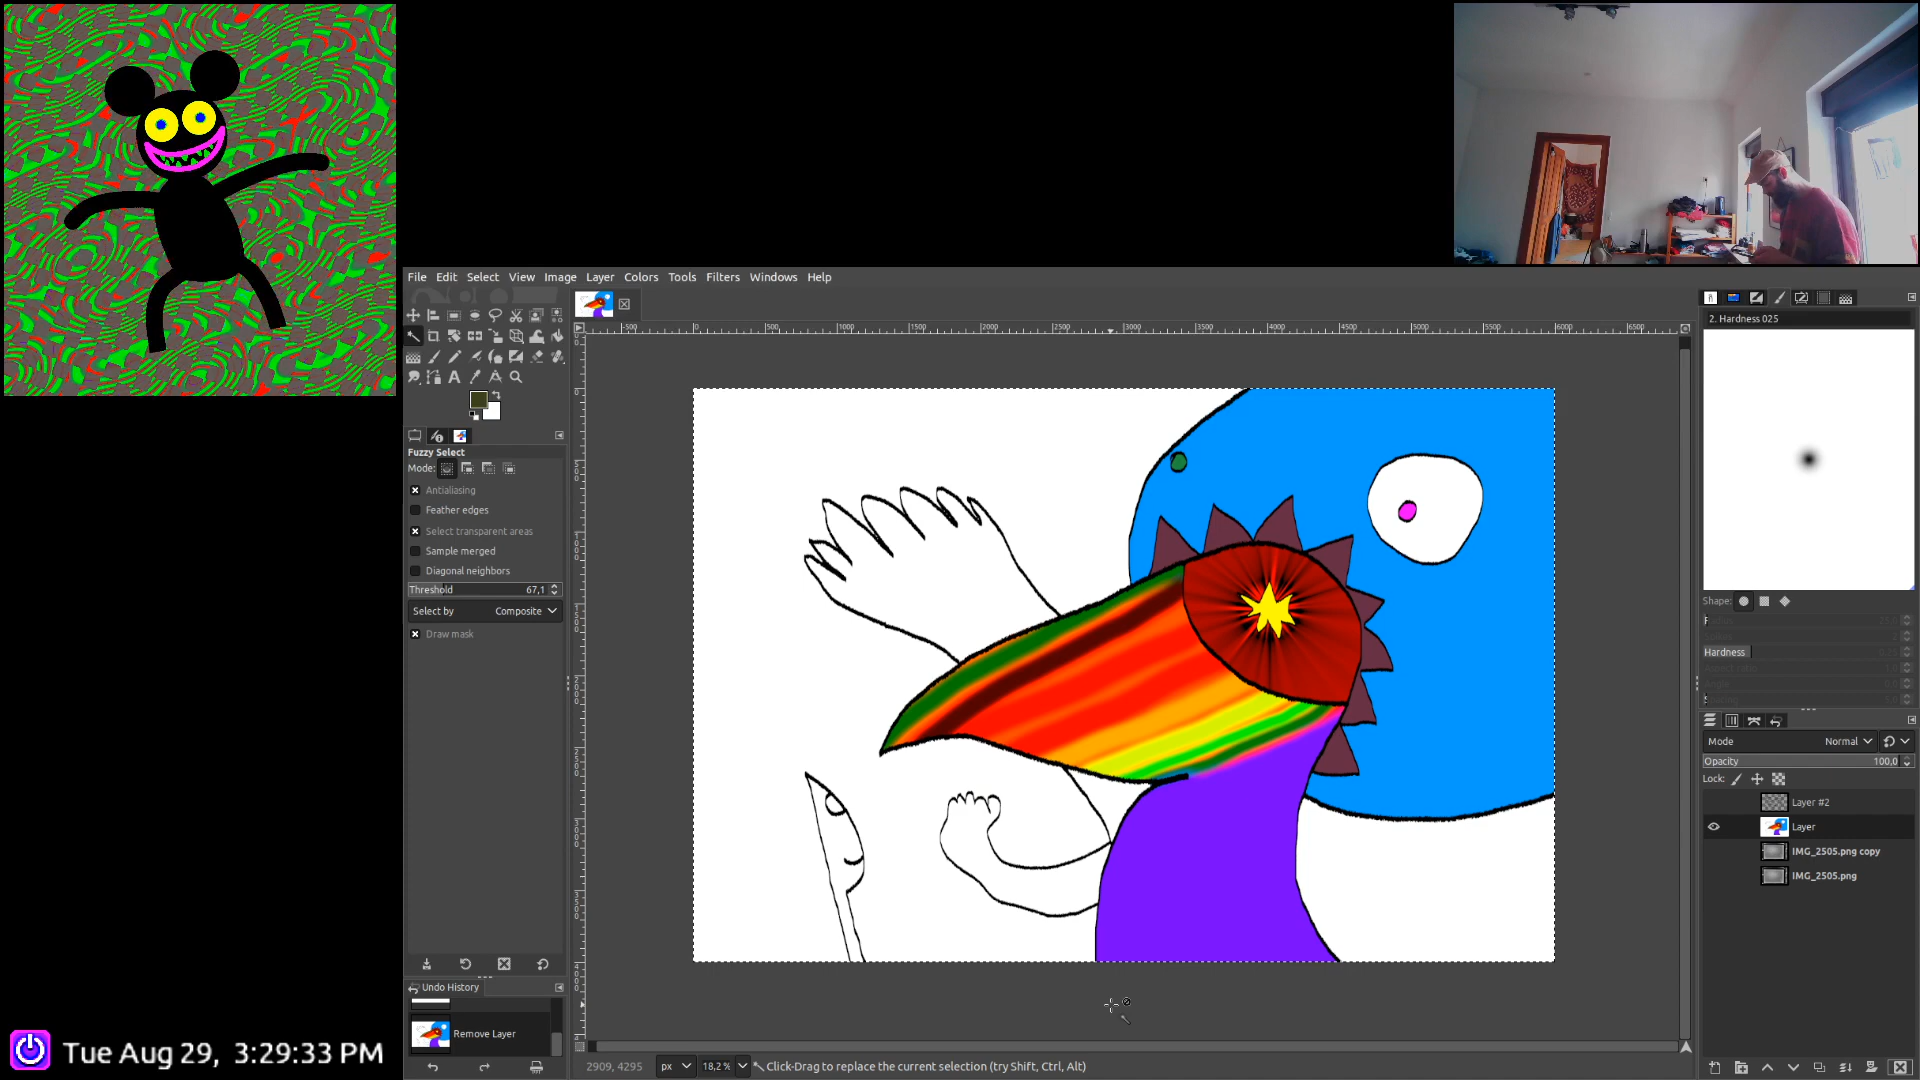 File Edit Select View Image Layer Colors Tools Filters Windows Help
2. Hardness 025
Fuzzy Select
Mode:
Antialiasing
Feather edges
Select transparent areas
Sample merged
Diagonal neighbors
Threshold 67,1
Select by Composite
Draw mask
Shape:
Hardness
Mode Normal
Opacity 100,0
Lock:
Layer #2
Layer
IMG_2505.png copy
IMG_2505.png
Undo History
Remove Layer
Tue Aug 29, 3:29:33 PM
2909, 4295 px 18,2 % Click-Drag to replace the current selection (try Shift, Ctrl, Alt)